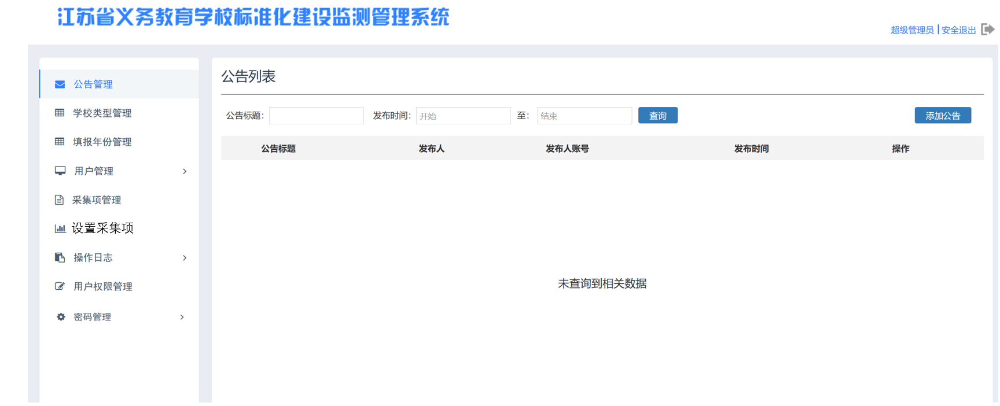 江苏省义务教育学校标准化建设监测管理系统
超级管理员 | 安全退出
公告管理
学校类型管理
填报年份管理
用户管理
采集项管理
设置采集项
操作日志
用户权限管理
密码管理
公告列表
公告标题： 发布时间： 开始 至： 结束 查询 添加公告
公告标题 发布人 发布人账号 发布时间 操作
未查询到相关数据